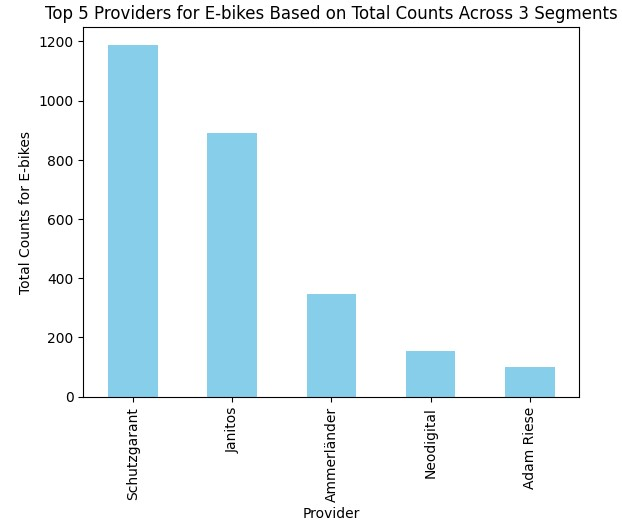 Top 5 Providers for E-bikes Based on Total Counts Across 3 Segments
Total Counts for E-bikes
1200
1000
800
600
400
200
0
Schutzgarant
Janitos
Ammerländer
Neodigital
Adam Riese
Provider